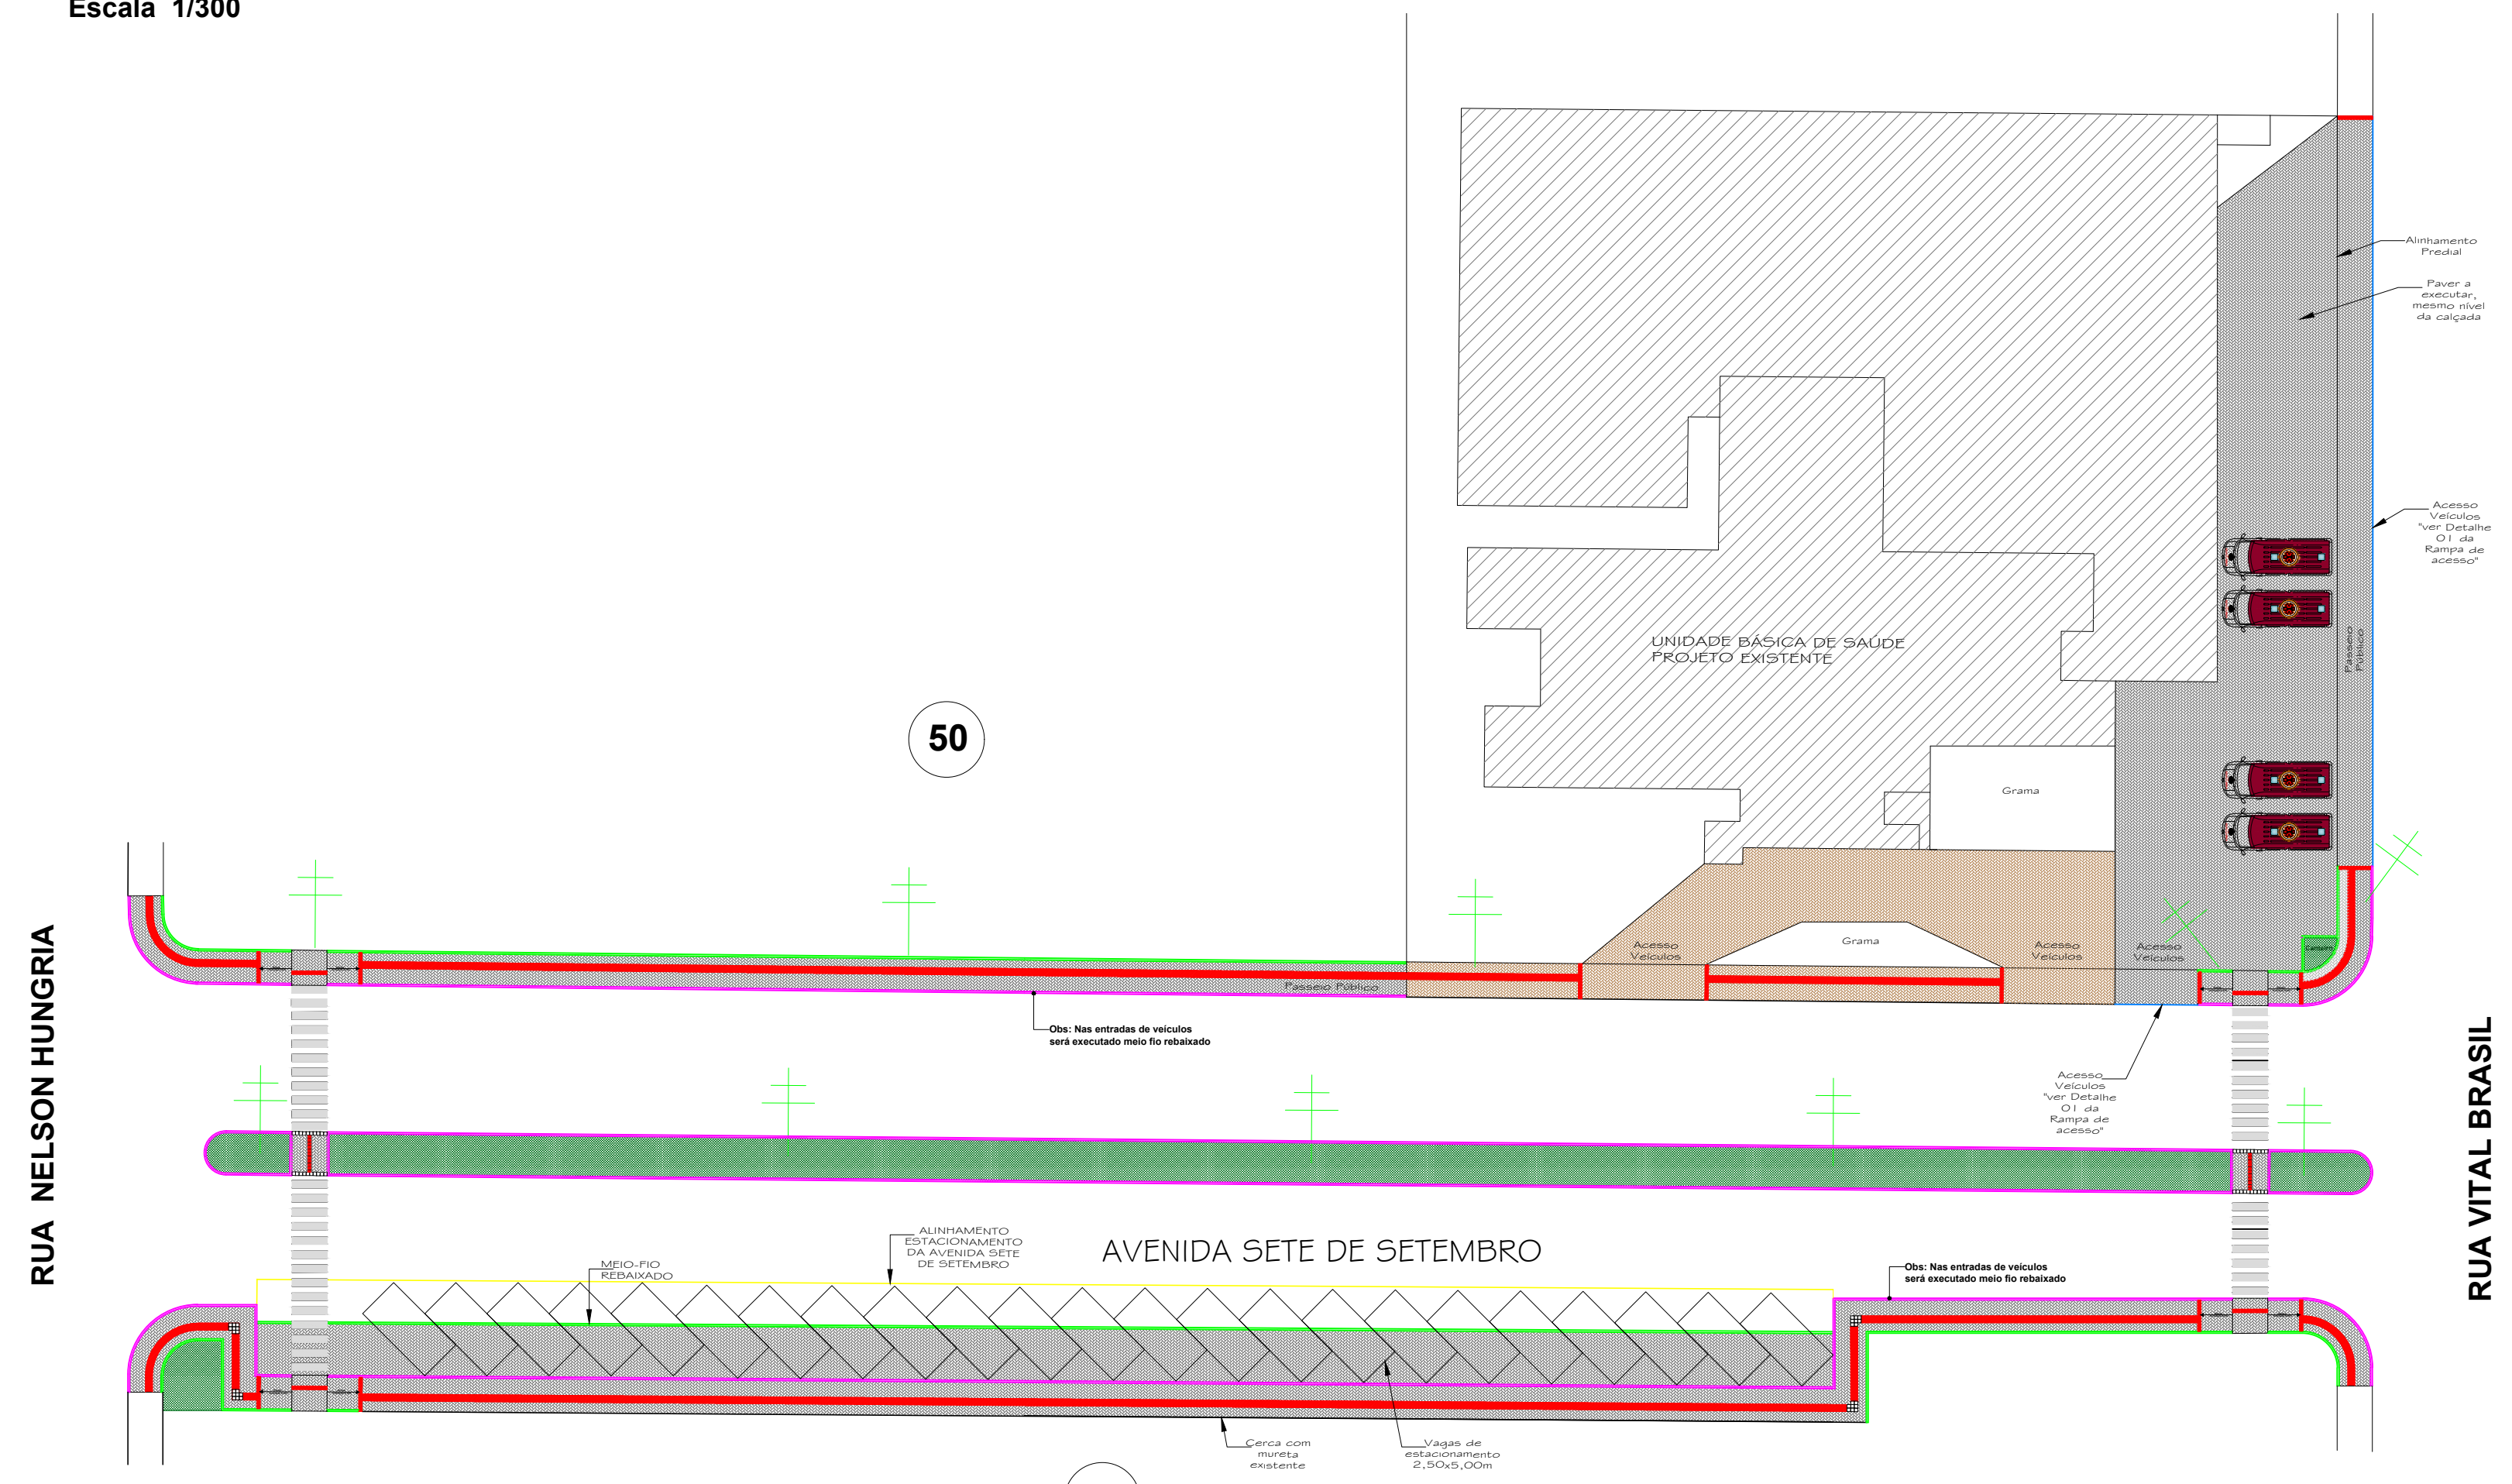 Escala 1/300
Alinhamento
Predial
Paver a
executar,
mesmo nível
da calçada
Acesso
Veículos
"ver Detalhe
01 da
Rampa de
acesso"
Passeio
Público
UNIDADE BÁSICA DE SAÚDE
PROJETO EXISTENTE
50
Grama
Grama
Acesso
Veículos
Acesso
Veículos
Acesso
Veículos
Canteiro
Passeio Público
Obs: Nas entradas de veículos
será executado meio fio rebaixado
Acesso
Veículos
"ver Detalhe
01 da
Rampa de
acesso"
RUA NELSON HUNGRIA
RUA VITAL BRASIL
AVENIDA SETE DE SETEMBRO
ALINHAMENTO
ESTACIONAMENTO
DA AVENIDA SETE
DE SETEMBRO
MEIO-FIO
REBAIXADO
Obs: Nas entradas de veículos
será executado meio fio rebaixado
Cerca com
mureta
existente
Vagas de
estacionamento
2,50x5,00m